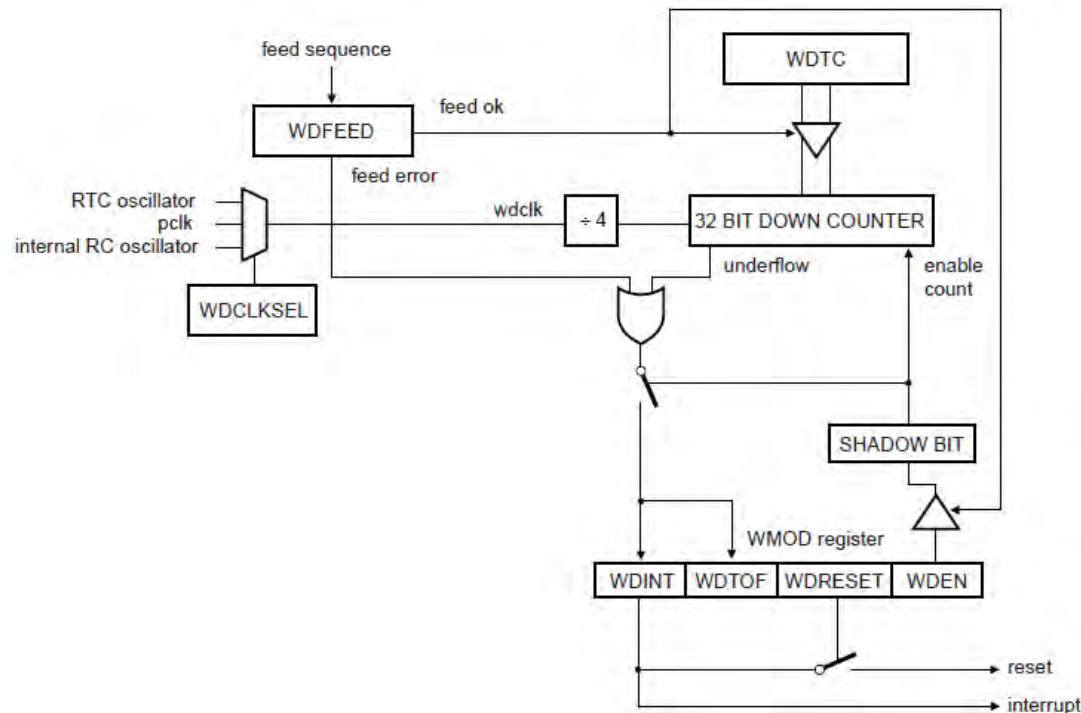 feed sequence
WDTC
feed ok
WDFEED
feed error
RTC oscillator
pclk
internal RC oscillator
wdclk
÷ 4
32 BIT DOWN COUNTER
underflow
enable
count
WDCLKSEL
SHADOW BIT
WMOD register
WDINT WDTOF WDRESET WDEN
reset
interrupt